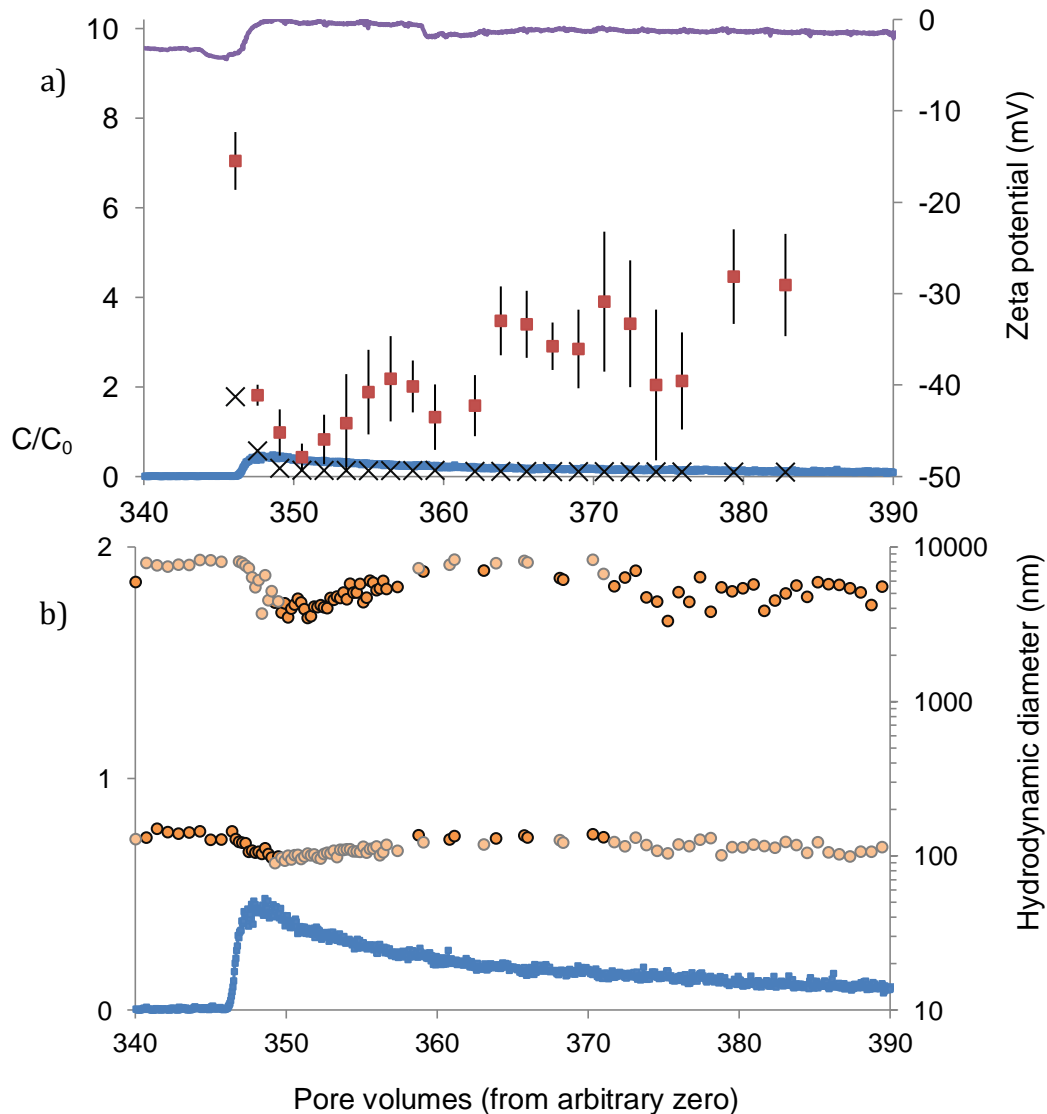 a)
10
8
6
4
2
0
C/C0
0
-10
-20
-30
-40
-50
Zeta potential (mV)
340 350 360 370 380 390
b)
2
1
0
10000
1000
100
10
Hydrodynamic diameter (nm)
340 350 360 370 380 390
Pore volumes (from arbitrary zero)